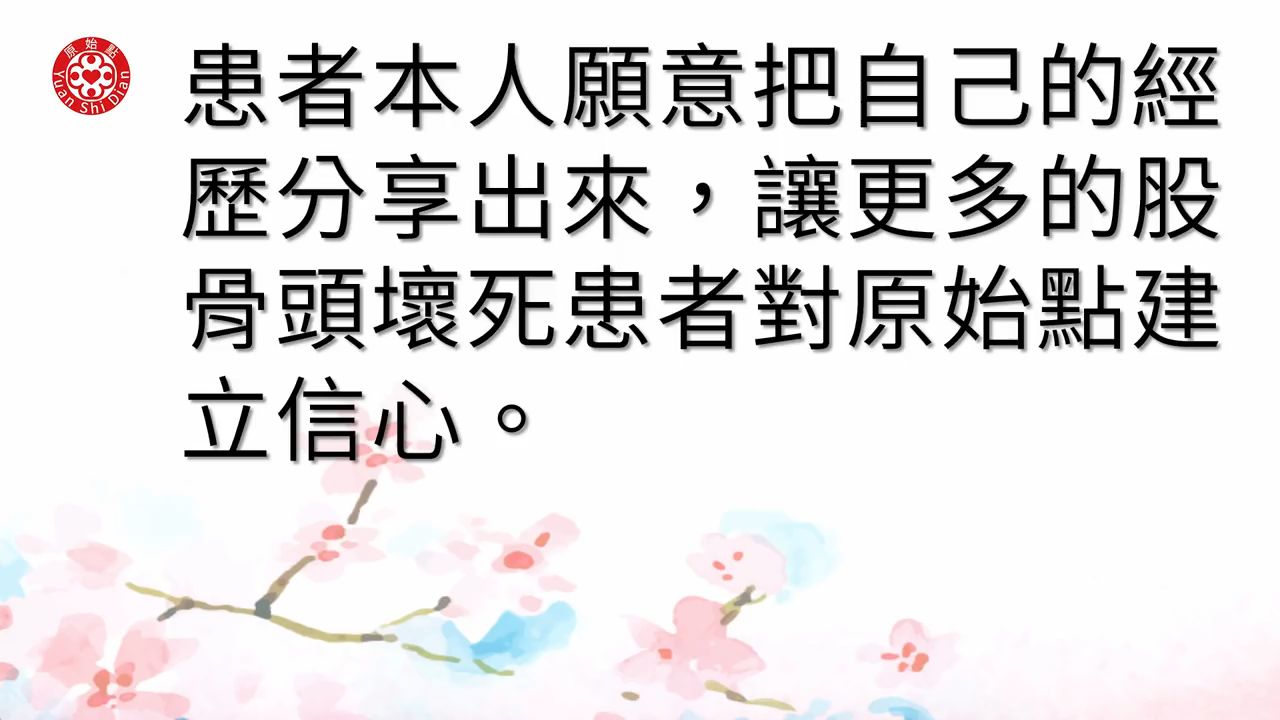 原始點
Yuan Shi Dian
患者本人願意把自己的經
歷分享出來，讓更多的股
骨頭壞死患者對原始點建
立信心。